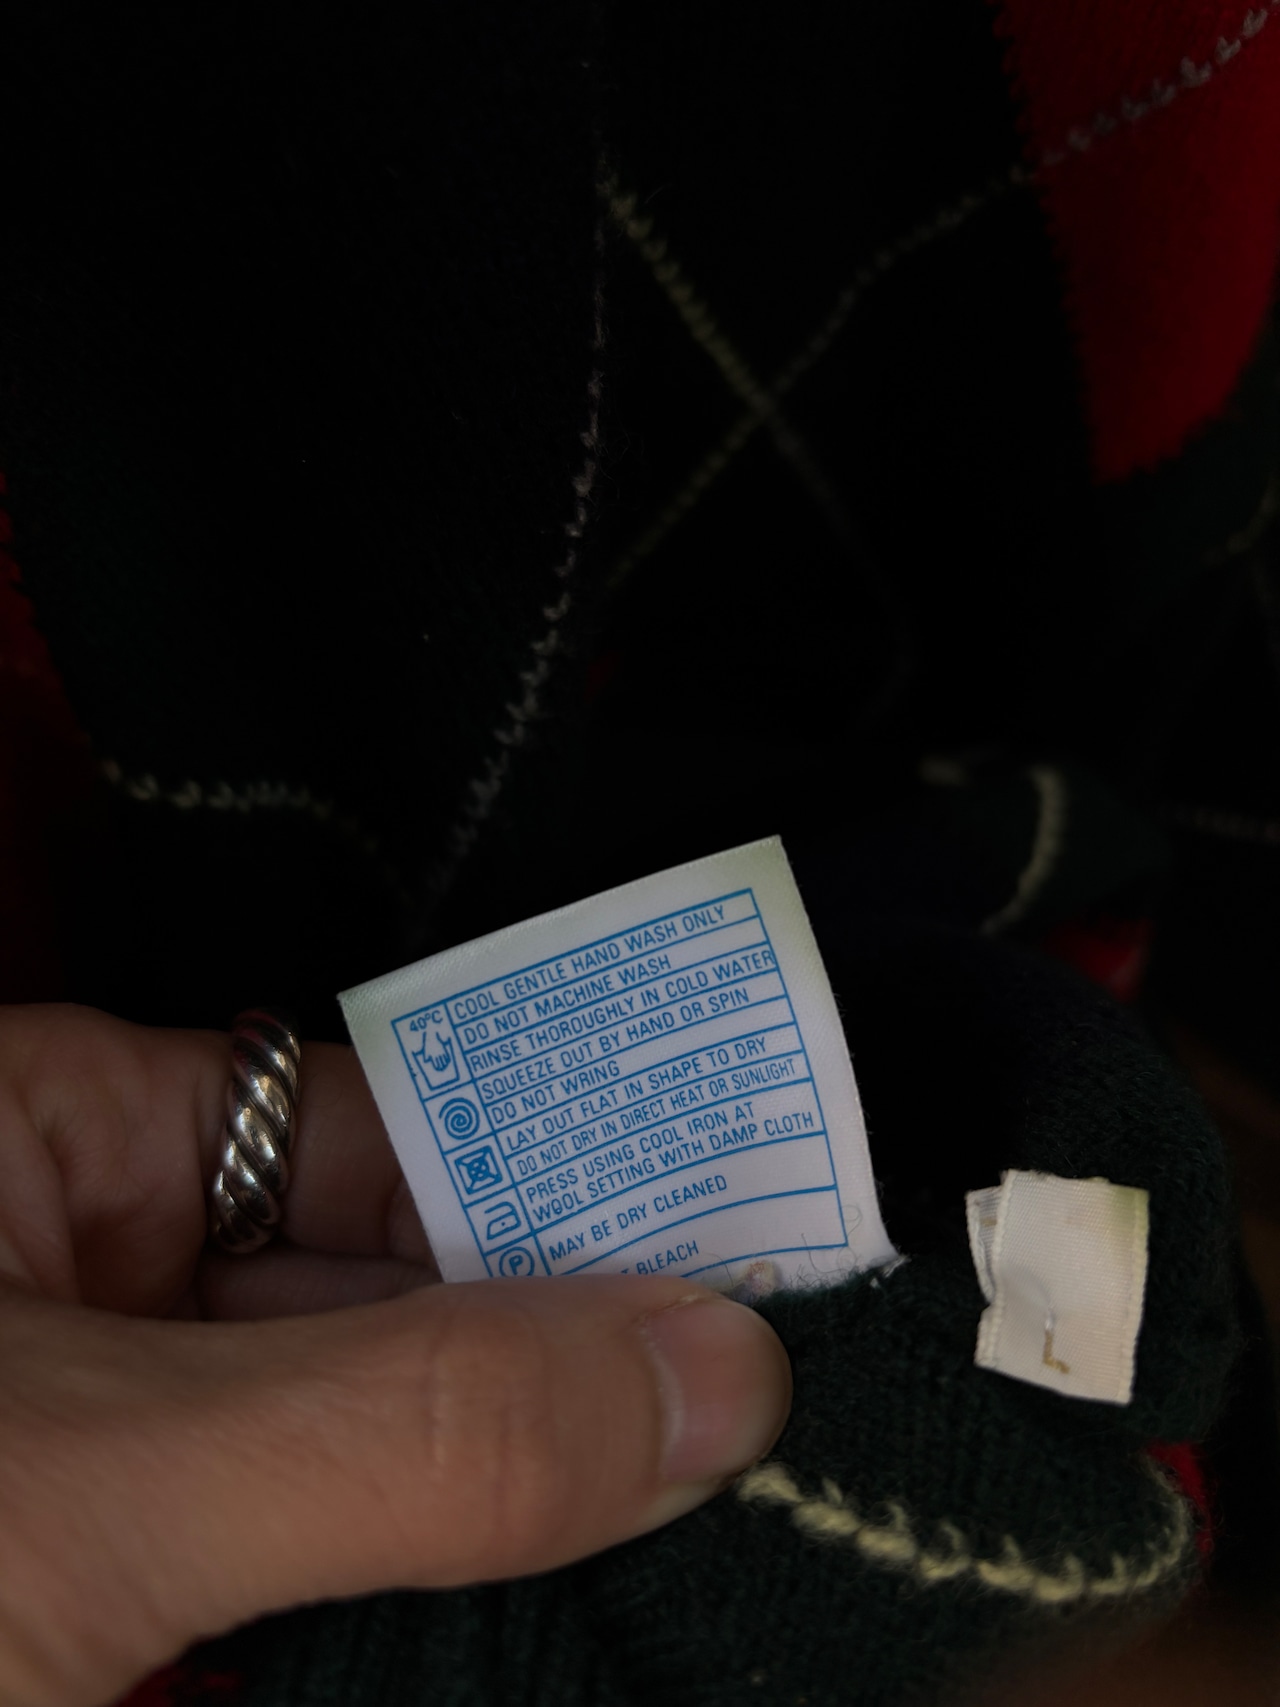 COOL GENTLE HAND WASH ONLY
40°C
DO NOT MACHINE WASH
RINSE THOROUGHLY IN COLD WATER
SQUEEZE OUT BY HAND OR SPIN
DO NOT WRING
LAY OUT FLAT IN SHAPE TO DRY
DO NOT DRY IN DIRECT HEAT OR SUNLIGHT
PRESS USING COOL IRON AT
WOOL SETTING WITH DAMP CLOTH
P
MAY BE DRY CLEANED
BLEACH
L